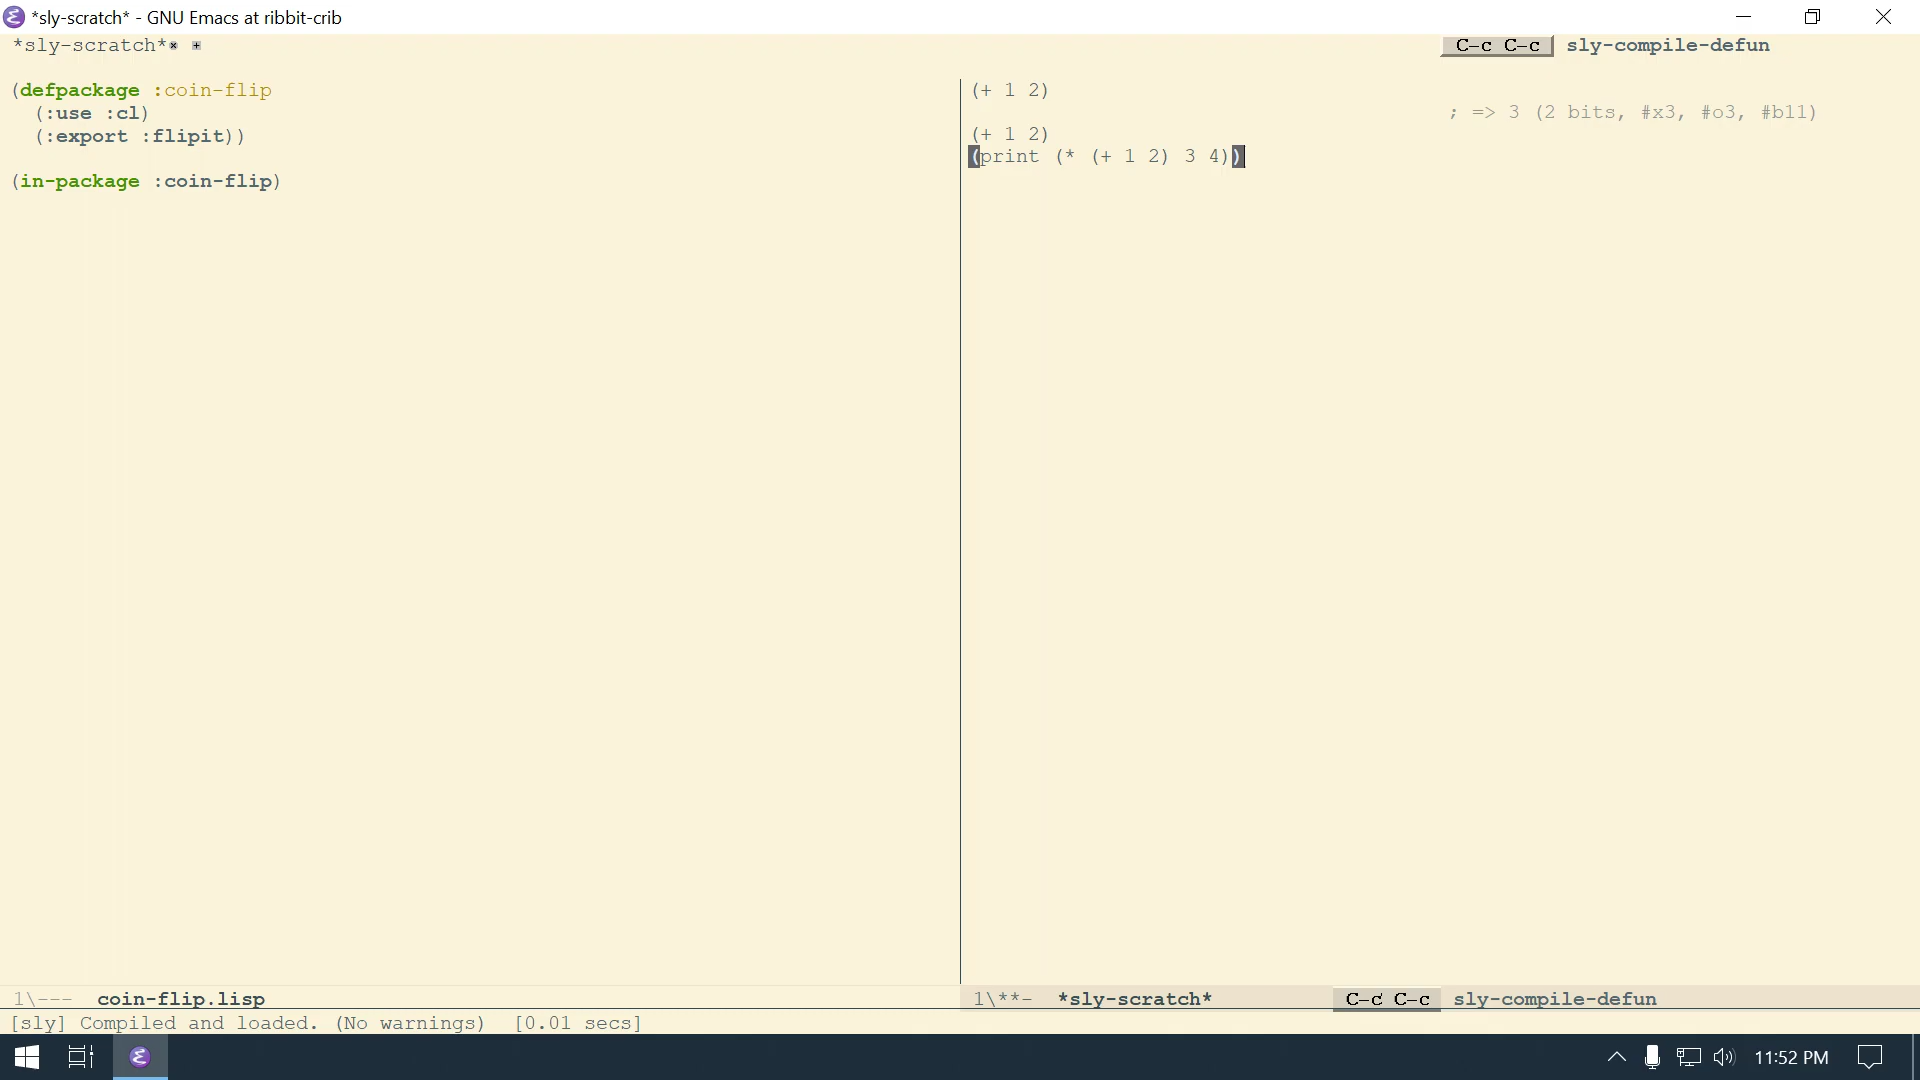 *sly-scratch* - GNU Emacs at ribbit-crib
*sly-scratch*
C-c C-c sly-compile-defun
(defpackage :coin-flip
(:use :cl)
(:export :flipit))
(in-package :coin-flip)
(+ 1 2)
; => 3 (2 bits, #x3, #o3, #b11)
(+ 1 2)
(print (* (+ 1 2) 3 4))
1\--- coin-flip.lisp
1\**- *sly-scratch* C-c C-c sly-compile-defun
[sly] Compiled and loaded. (No warnings) [0.01 secs]
11:52 PM